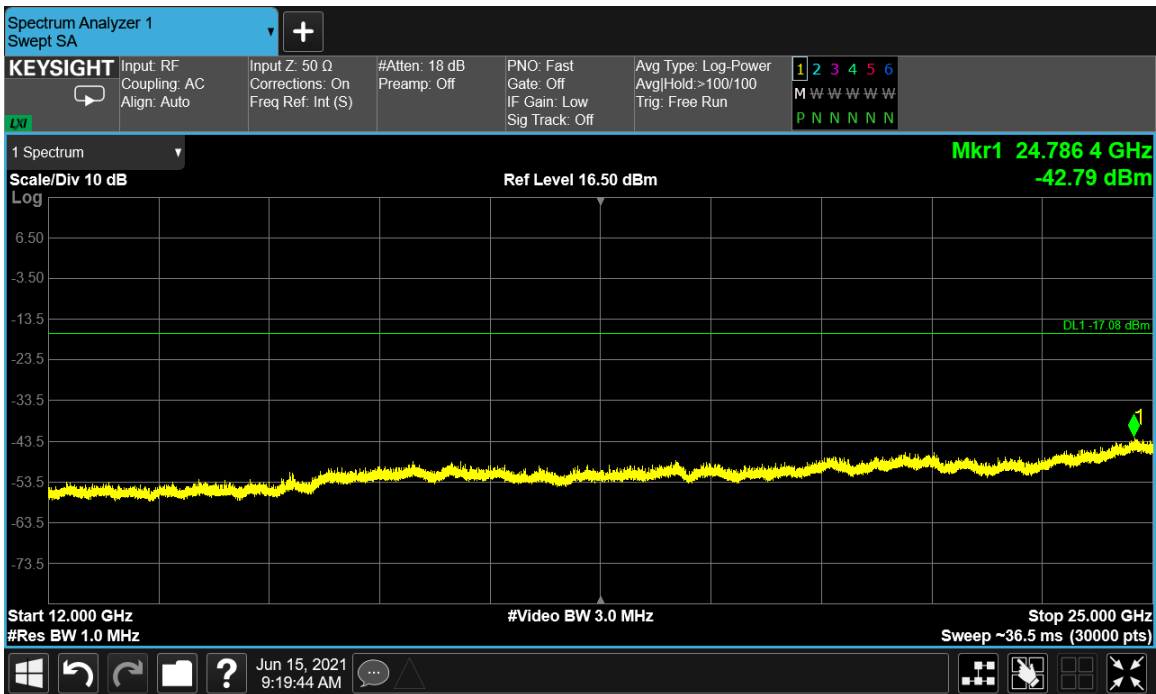 Spectrum Analyzer 1
Swept SA
KEYSIGHT
Input: RF
Coupling: AC
Align: Auto
LXI
Input Z: 50 Ω
Corrections: On
Freq Ref: Int (S)
#Atten: 18 dB
Preamp: Off
PNO: Fast
Gate: Off
IF Gain: Low
Sig Track: Off
Avg Type: Log-Power
Avg|Hold:>100/100
Trig: Free Run
1 2 3 4 5 6
M W W W W W
P N N N N N
1 Spectrum
Mkr1 24.786 4 GHz
Scale/Div 10 dB
Ref Level 16.50 dBm
-42.79 dBm
Log
6.50
-3.50
-13.5
DL1 -17.08 dBm
-23.5
-33.5
1
-43.5
-53.5
-63.5
-73.5
Start 12.000 GHz
#Video BW 3.0 MHz
Stop 25.000 GHz
#Res BW 1.0 MHz
Sweep ~36.5 ms (30000 pts)
?
Jun 15, 2021
9:19:44 AM